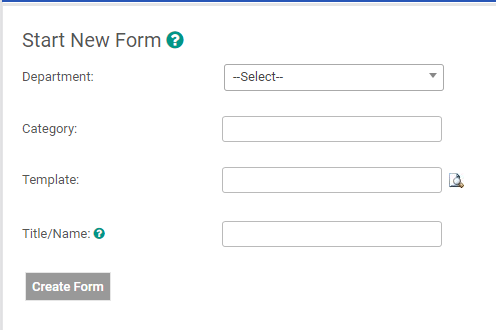 Start New Form ?
Department: --Select--
Category:
Template:
Title/Name: ?
Create Form